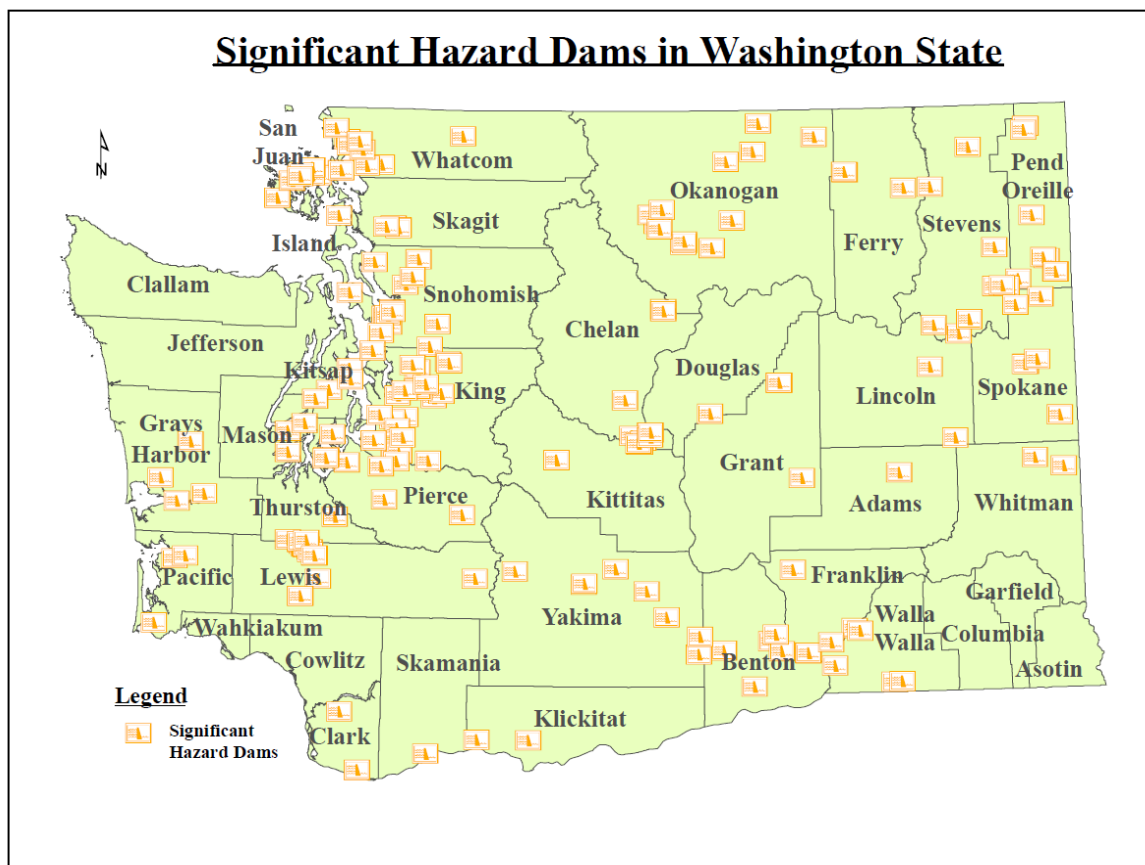 Significant Hazard Dams in Washington State
N
San
Juan
Whatcom
Okanogan
Pend
Oreille
Skagit
Island
Ferry
Stevens
Clallam
Snohomish
Chelan
Jefferson
Douglas
Kitsap
King
Lincoln
Spokane
Grays
Harbor
Mason
Grant
Kittitas
Adams
Whitman
Thurston
Pierce
Pacific
Lewis
Franklin
Garfield
Yakima
Walla
Walla
Columbia
Wahkiakum
Cowlitz
Skamania
Benton
Asotin
Legend
Significant
Hazard Dams
Klickitat
Clark